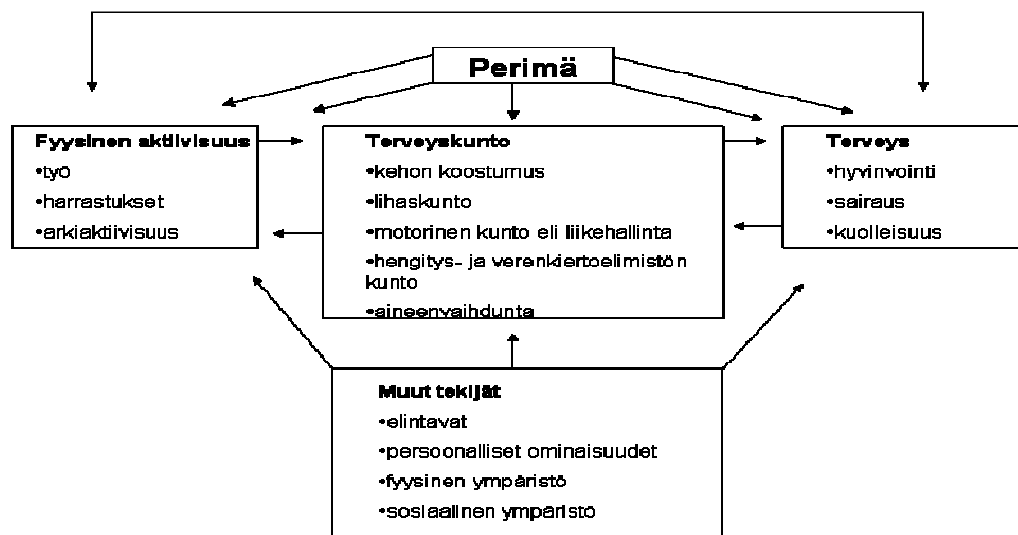 Perimä
Fyysinen aktiivisuus
•työ
•harrastukset
•arkiaktiivisuus
Terveyskunto
•kehon koostumus
•lihaskunto
•motorinen kunto eli liikehallinta
•hengitys- ja verenkiertoelimistön
kunto
•aineenvaihdunta
Terveys
•hyvinvointi
•sairaus
•kuolleisuus
Muut tekijät
•elintavat
•persoonalliset ominaisuudet
•fyysinen ympäristö
•sosiaalinen ympäristö